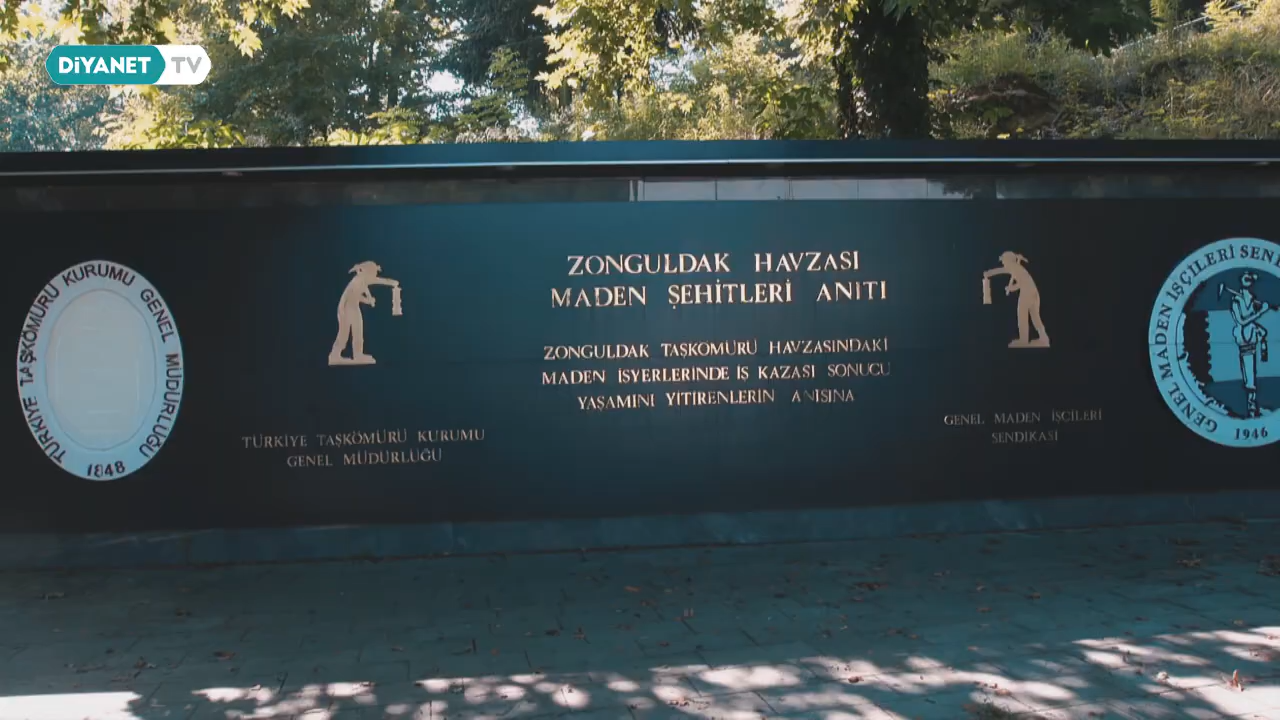 DİYANET TV
TÜRKİYE TAŞKÖMÜRÜ KURUMU GENEL MÜDÜRLÜĞÜ
1848
TÜRKİYE TAŞKÖMÜRÜ KURUMU
GENEL MÜDÜRLÜĞÜ
ZONGULDAK HAVZASI
MADEN ŞEHİTLERİ ANITI
ZONGULDAK TAŞKÖMÜRÜ HAVZASINDAKİ
MADEN İŞYERLERİNDE İŞ KAZASI SONUCU
YAŞAMINI YİTİRENLERİN ANISINA
GENEL MADEN İŞÇİLERİ
SENDİKASI
GENEL MADEN İŞÇİLERİ SENDİ
1946